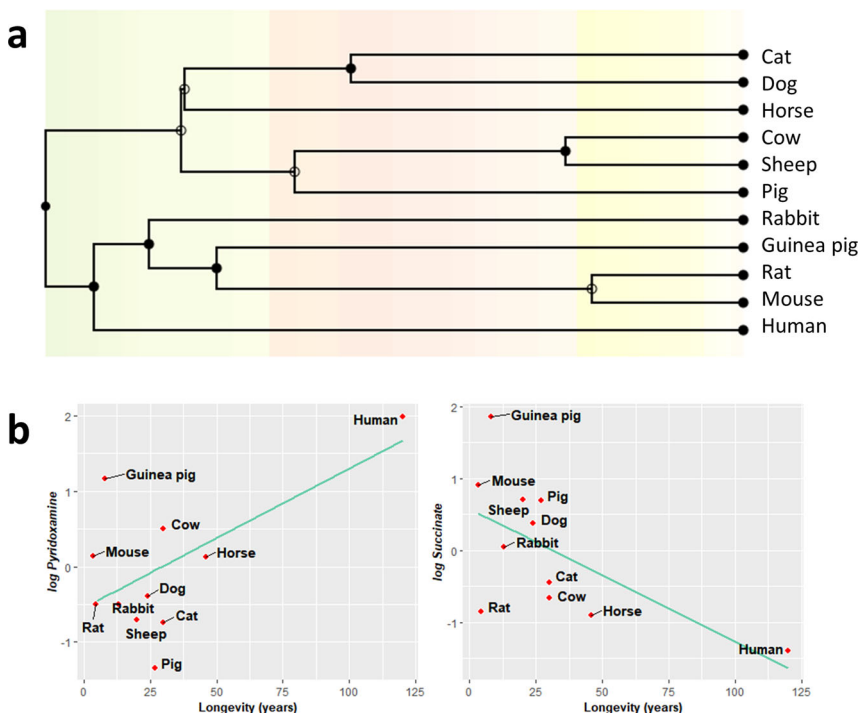 a
Cat
Dog
Horse
Cow
Sheep
Pig
Rabbit
Guinea pig
Rat
Mouse
Human
b
log Pyridoxamine
2
1
0
-1
Human
Guinea pig
Cow
Mouse
Horse
Dog
Rabbit
Rat
Cat
Sheep
Pig
0 25 50 75 100 125
Longevity (years)
log Succinate
2
1
0
-1
Guinea pig
Mouse
Pig
Sheep
Dog
Rabbit
Cat
Cow
Rat
Horse
Human
0 25 50 75 100 125
Longevity (years)